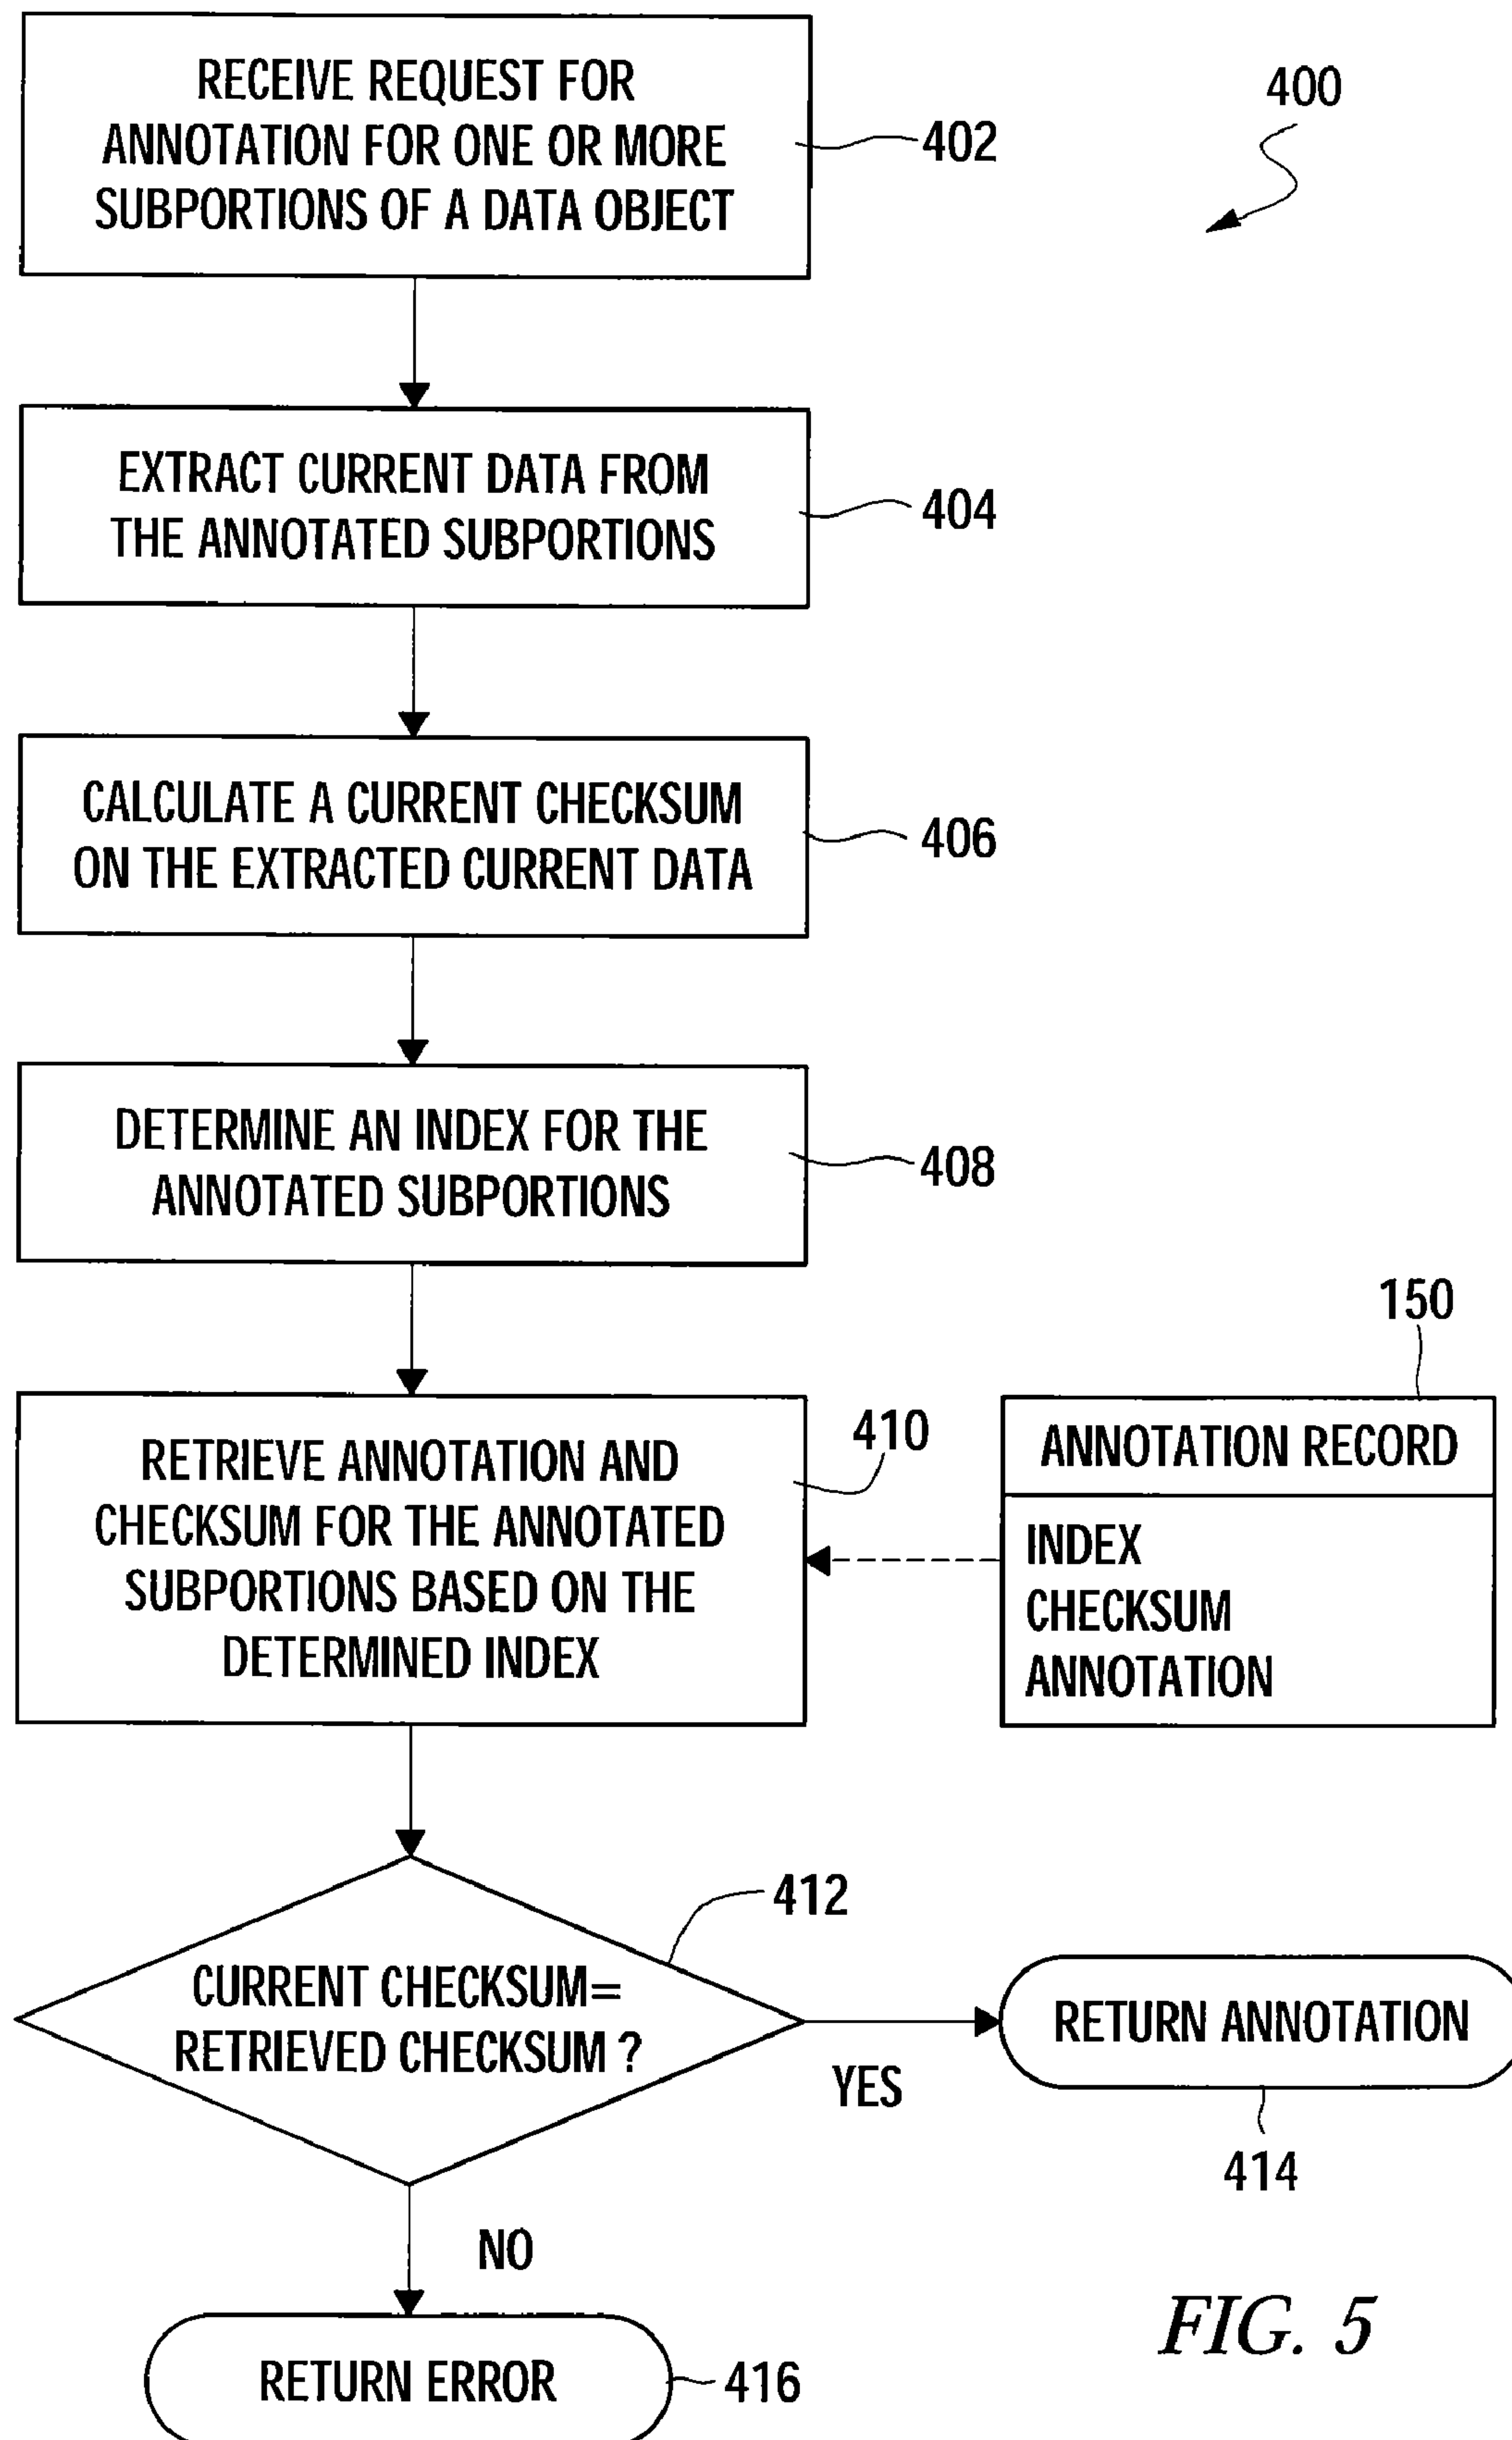 RECEIVE REQUEST FOR
ANNOTATION FOR ONE OR MORE
SUBPORTIONS OF A DATA OBJECT
402
400
EXTRACT CURRENT DATA FROM
THE ANNOTATED SUBPORTIONS
404
CALCULATE A CURRENT CHECKSUM
ON THE EXTRACTED CURRENT DATA
406
DETERMINE AN INDEX FOR THE
ANNOTATED SUBPORTIONS
408
RETRIEVE ANNOTATION AND
CHECKSUM FOR THE ANNOTATED
SUBPORTIONS BASED ON THE
DETERMINED INDEX
410
150
ANNOTATION RECORD
INDEX
CHECKSUM
ANNOTATION
CURRENT CHECKSUM=
RETRIEVED CHECKSUM ?
412
YES
RETURN ANNOTATION
414
NO
RETURN ERROR
416
FIG. 5